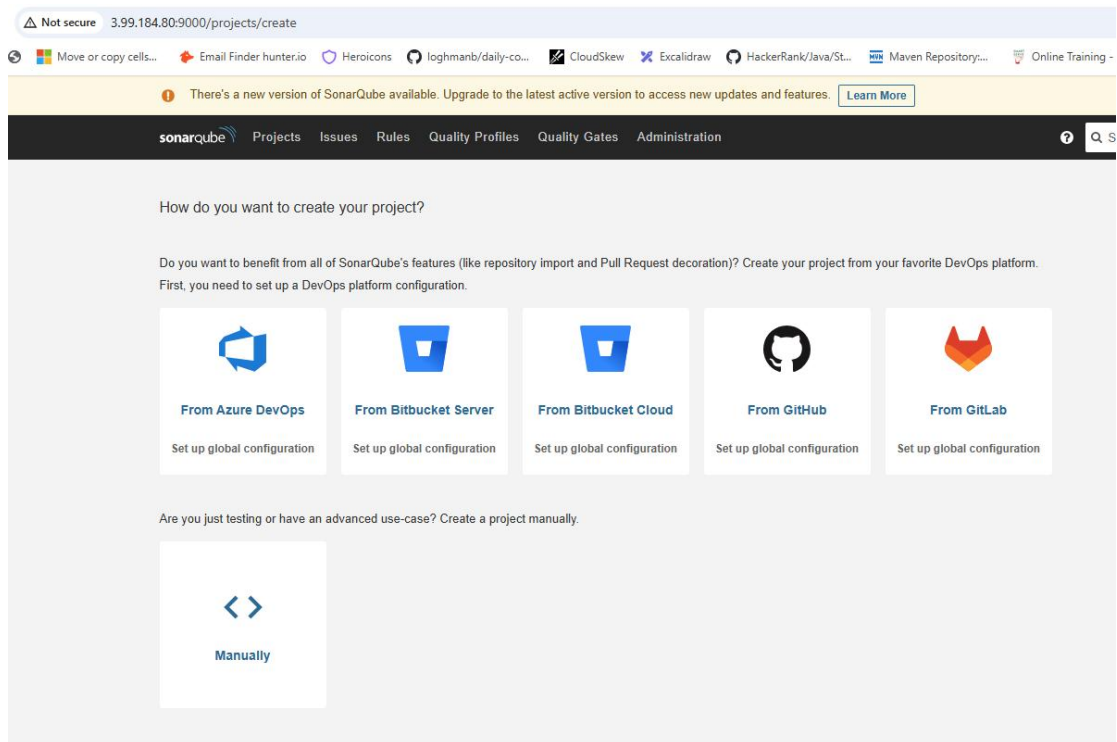 Not secure 3.99.184.80:9000/projects/create
Move or copy cells... Email Finder hunter.io Heroicons loghmanb/daily-co... CloudSkew Excalidraw HackerRank/Java/St... MVN Maven Repository:... Online Training -
There's a new version of SonarQube available. Upgrade to the latest active version to access new updates and features. Learn More
sonarqube Projects Issues Rules Quality Profiles Quality Gates Administration ? S
How do you want to create your project?
Do you want to benefit from all of SonarQube's features (like repository import and Pull Request decoration)? Create your project from your favorite DevOps platform.
First, you need to set up a DevOps platform configuration.
From Azure DevOps From Bitbucket Server From Bitbucket Cloud From GitHub From GitLab
Set up global configuration Set up global configuration Set up global configuration Set up global configuration Set up global configuration
Are you just testing or have an advanced use-case? Create a project manually.
Manually